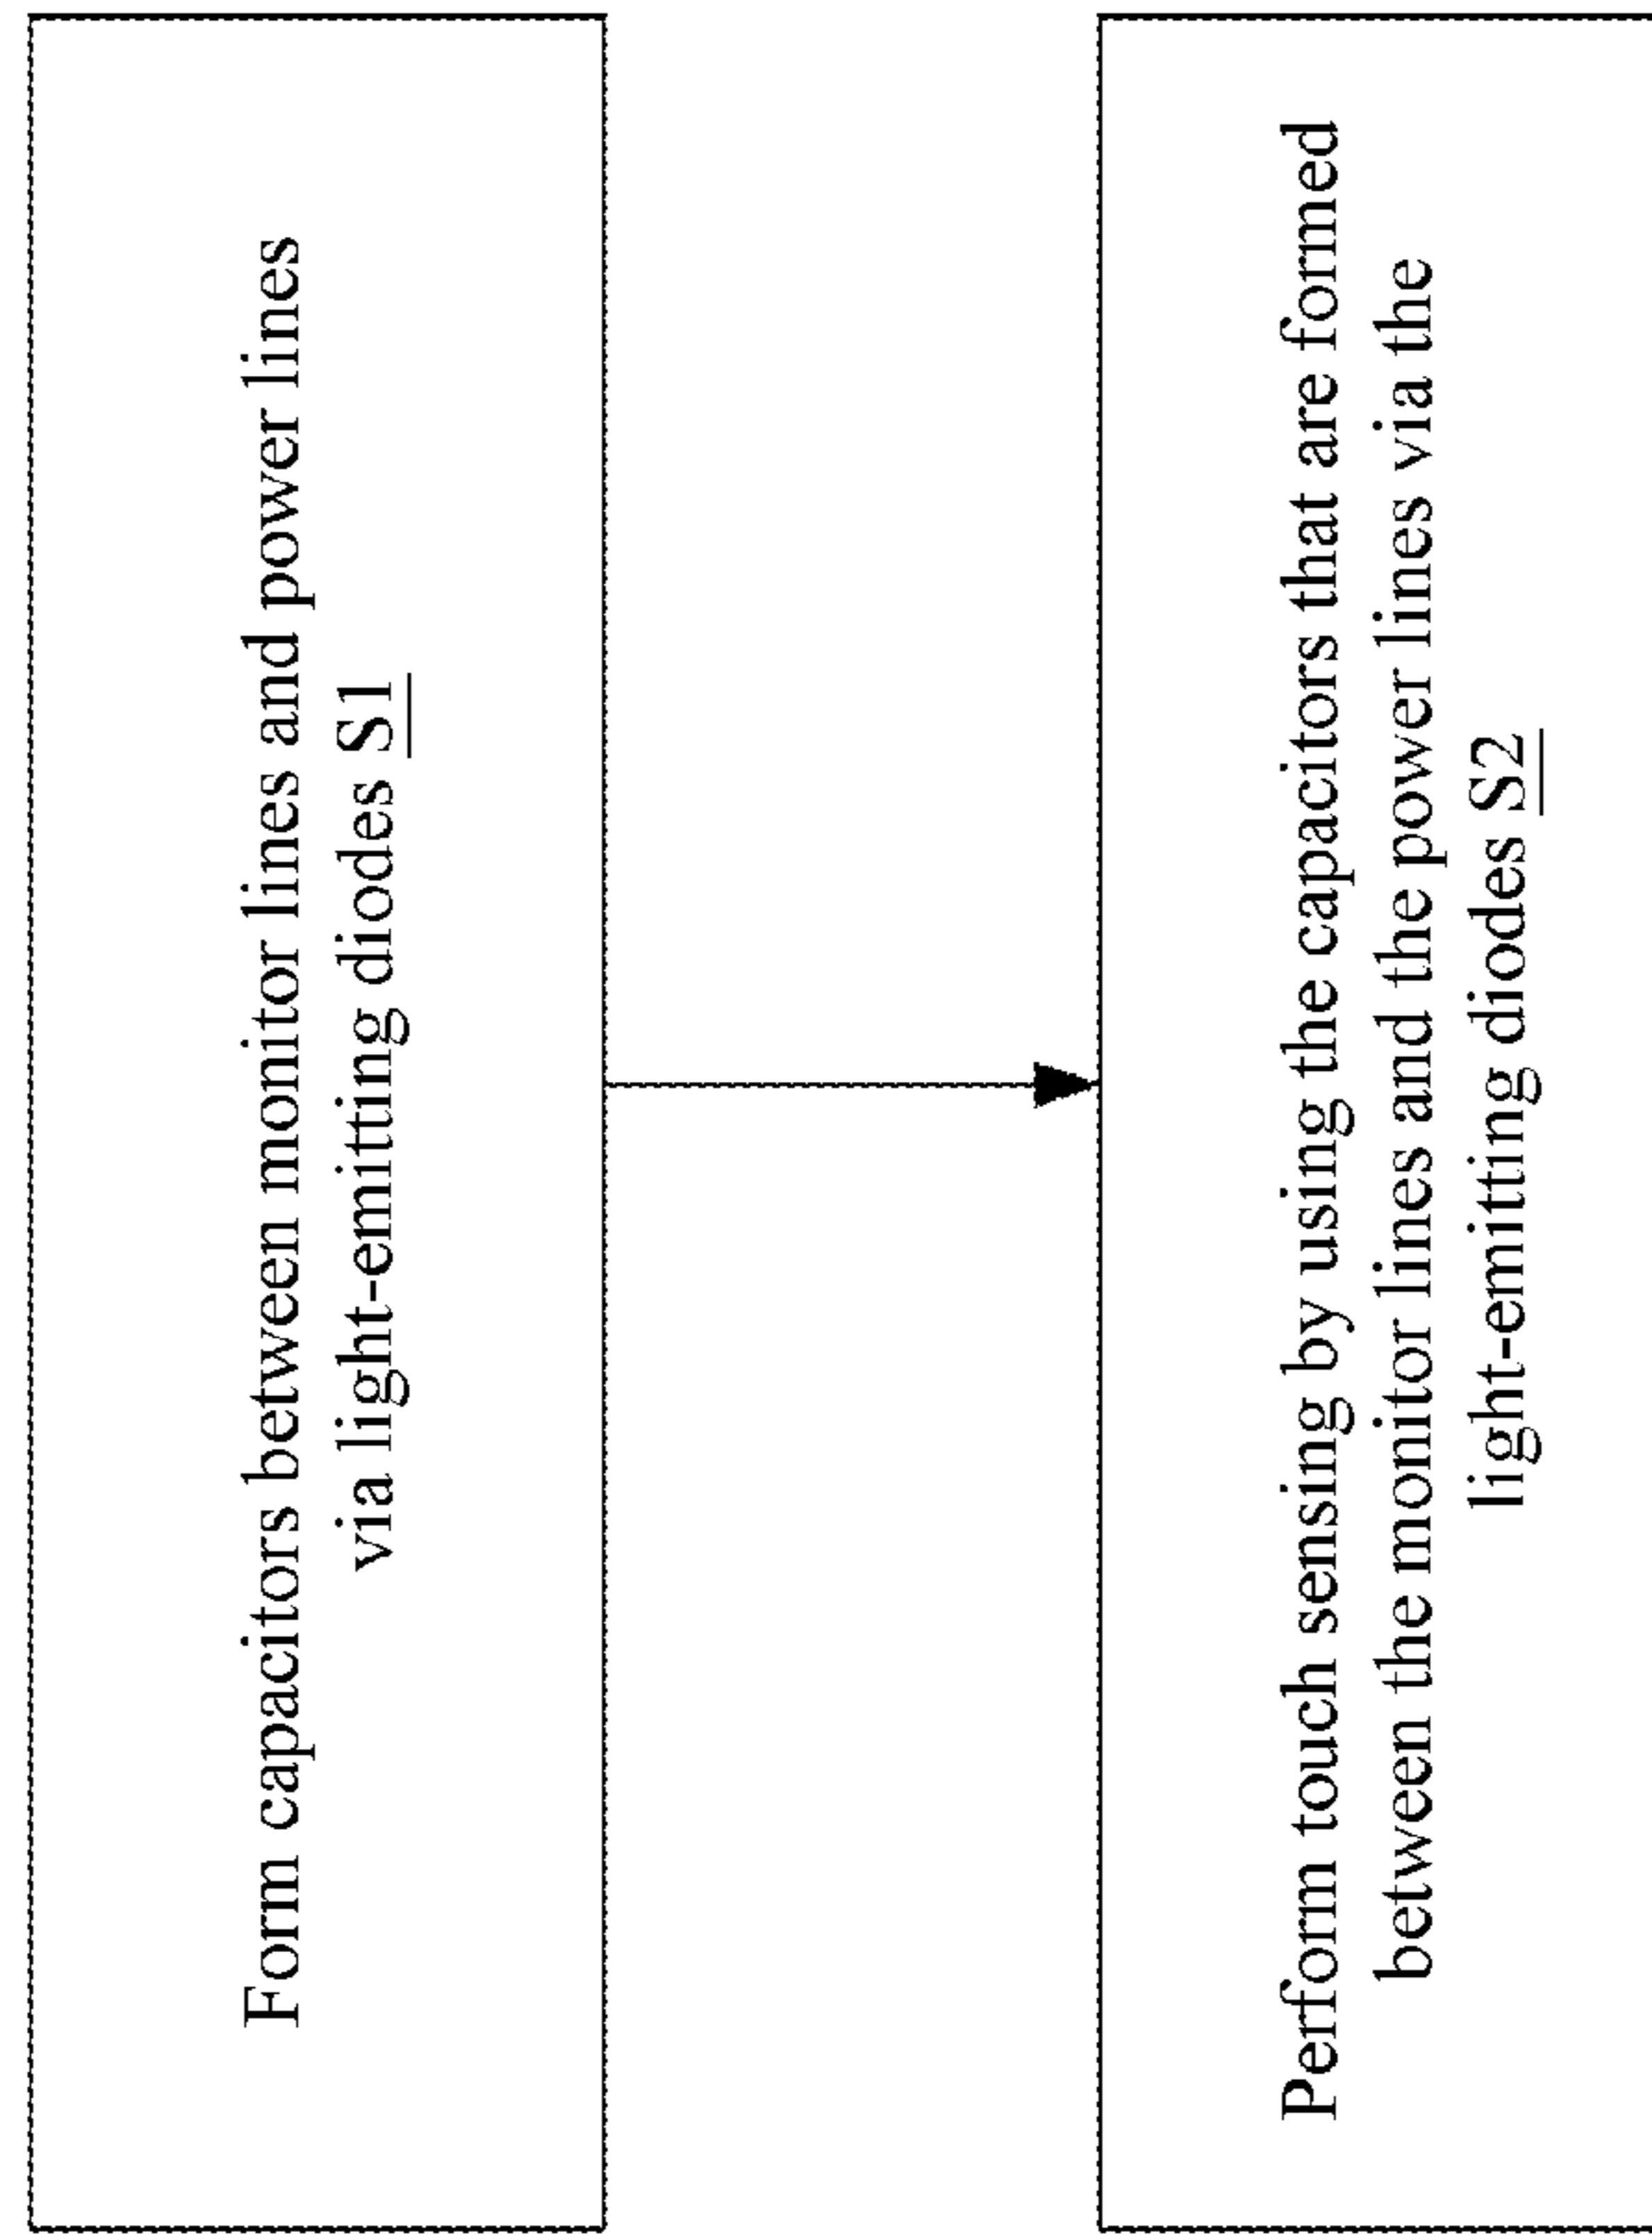 Form capacitors between monitor lines and power lines
via light-emitting diodes S1
Perform touch sensing by using the capacitors that are formed
between the monitor lines and the power lines via the
light-emitting diodes S2